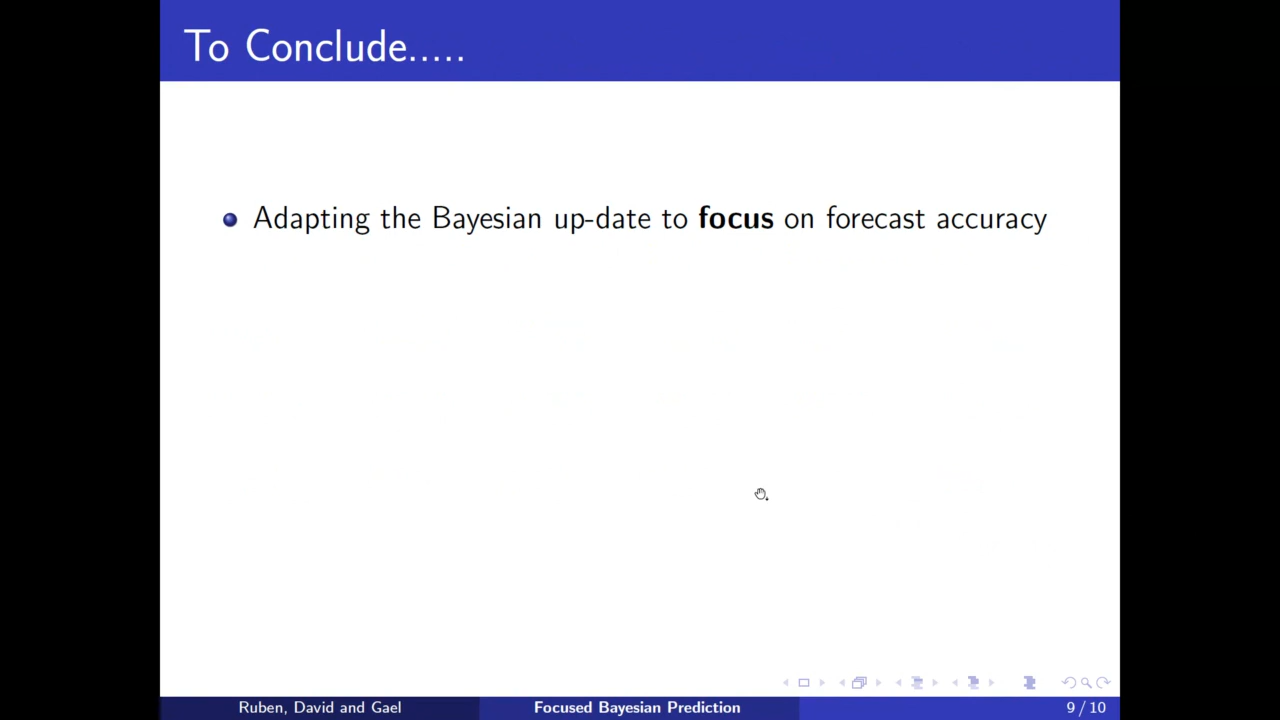 To Conclude.....
Adapting the Bayesian up-date to focus on forecast accuracy
Ruben, David and Gael
Focused Bayesian Prediction
9 / 10